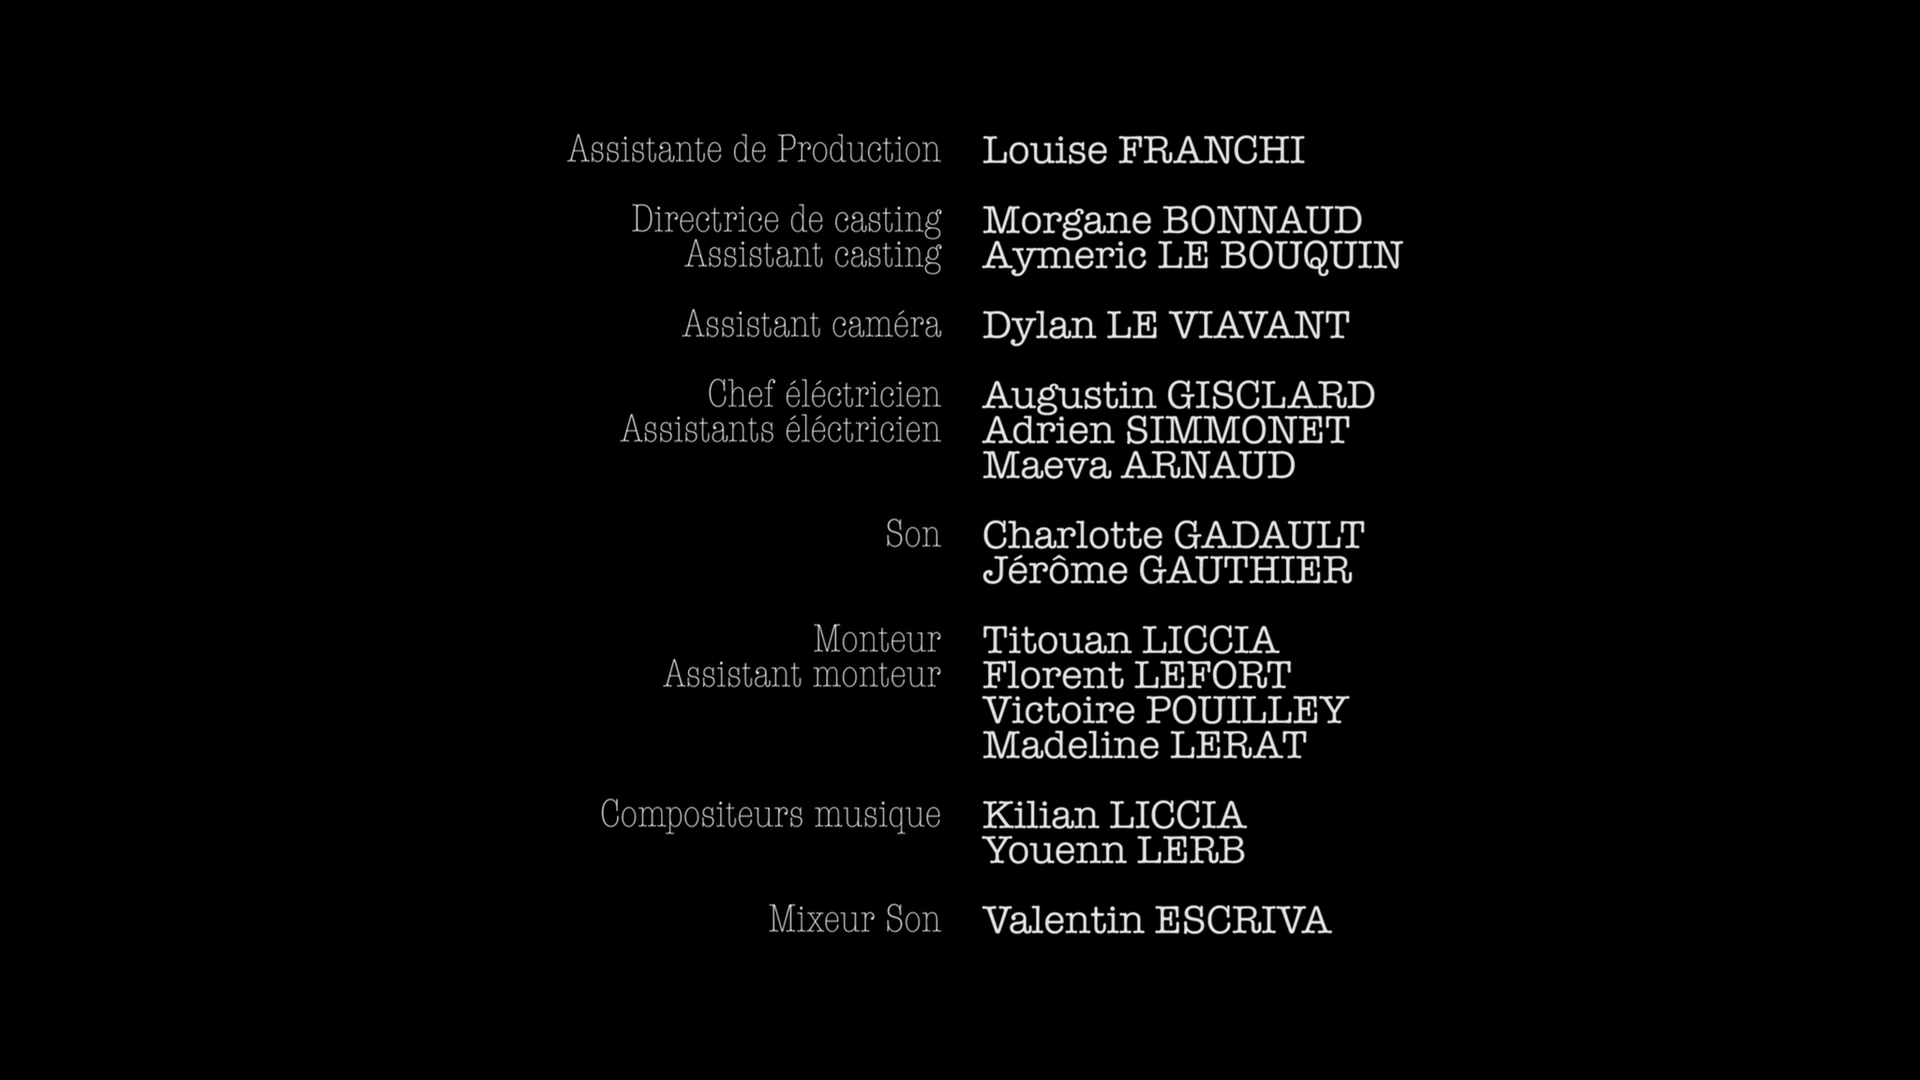 Assistante de Production Louise FRANCHI
Directrice de casting Morgane BONNAUD
Assistant casting Aymeric LE BOUQUIN
Assistant caméra Dylan LE VIAVANT
Chef éléctricien Augustin GISCLARD
Assistants éléctricien Adrien SIMMONET
Maeva ARNAUD
Son Charlotte GADAULT
Jérôme GAUTHIER
Monteur Titouan LICCIA
Assistant monteur Florent LEFORT
Victoire POUILLEY
Madeline LERAT
Compositeurs musique Kilian LICCIA
Youenn LERB
Mixeur Son Valentin ESCRIVA